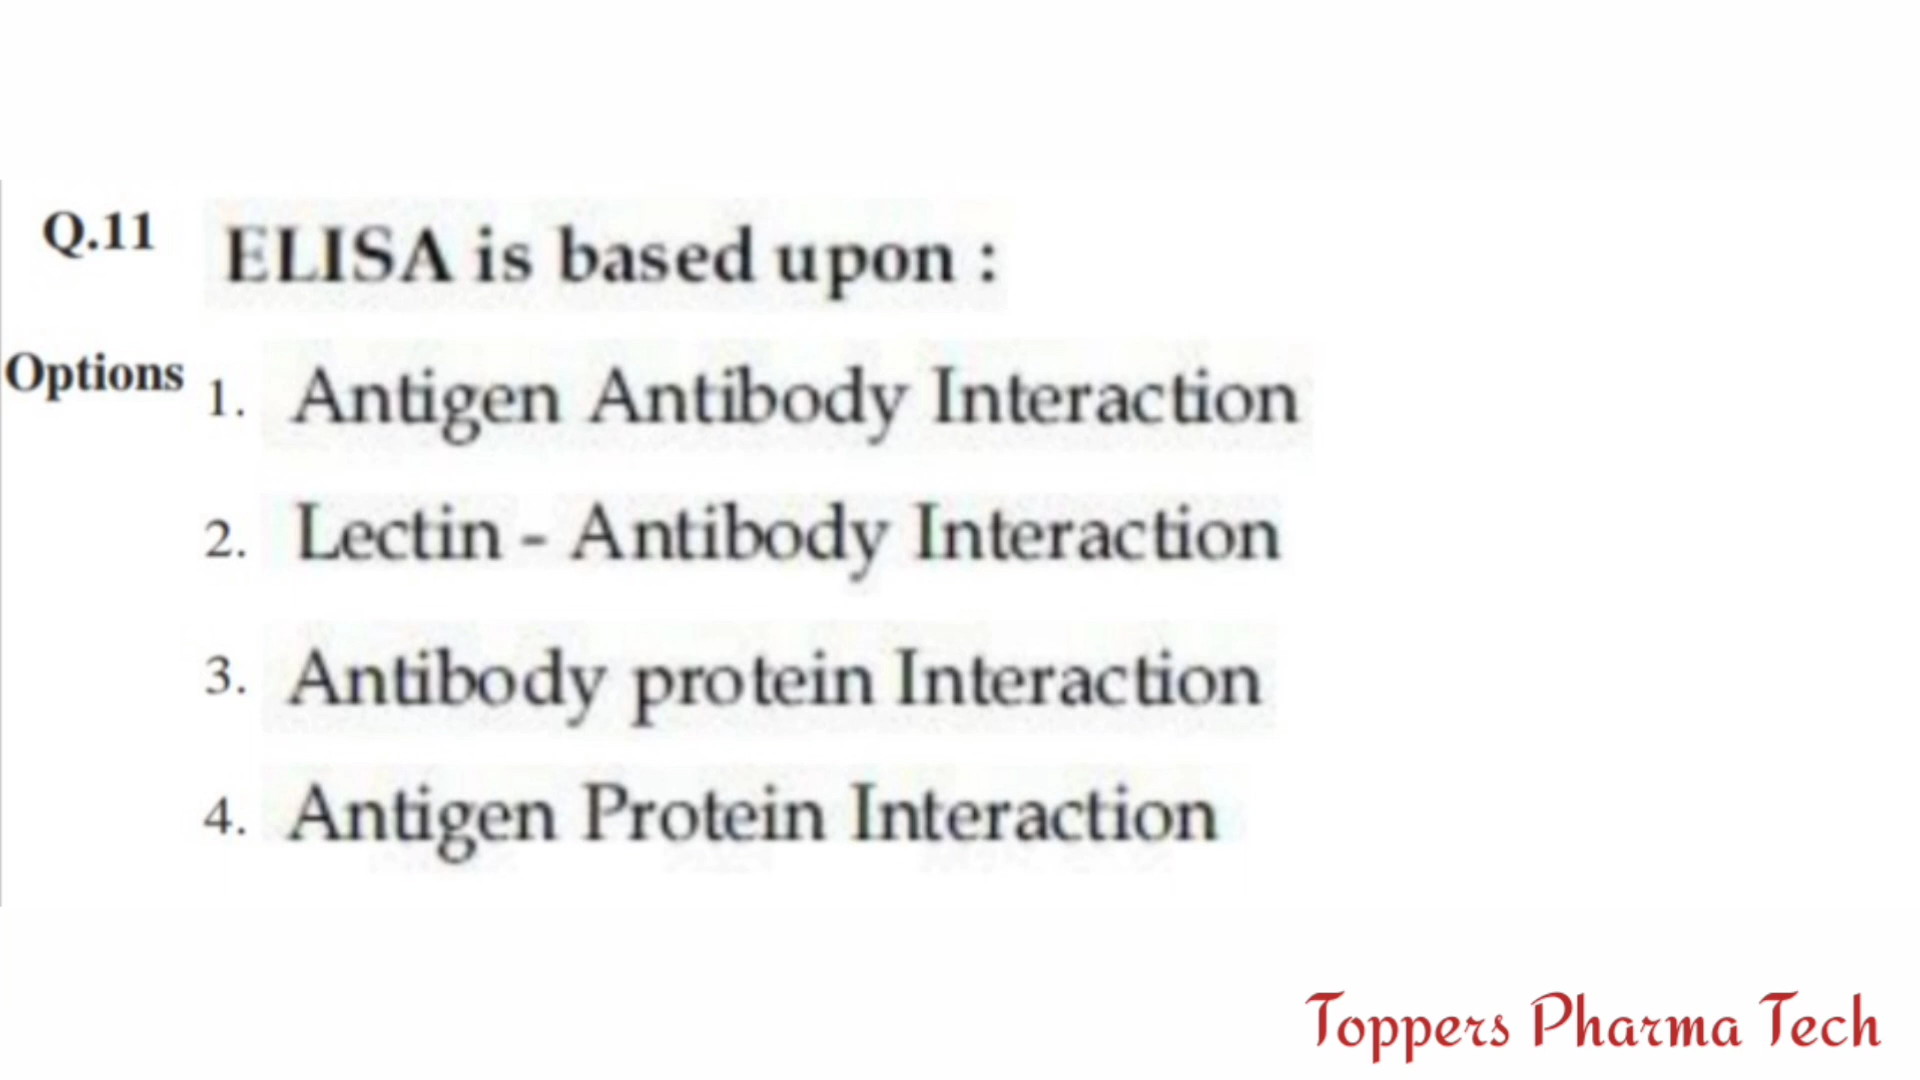 Q.11 ELISA is based upon :
Options 1. Antigen Antibody Interaction
2. Lectin - Antibody Interaction
3. Antibody protein Interaction
4. Antigen Protein Interaction
Toppers Pharma Tech